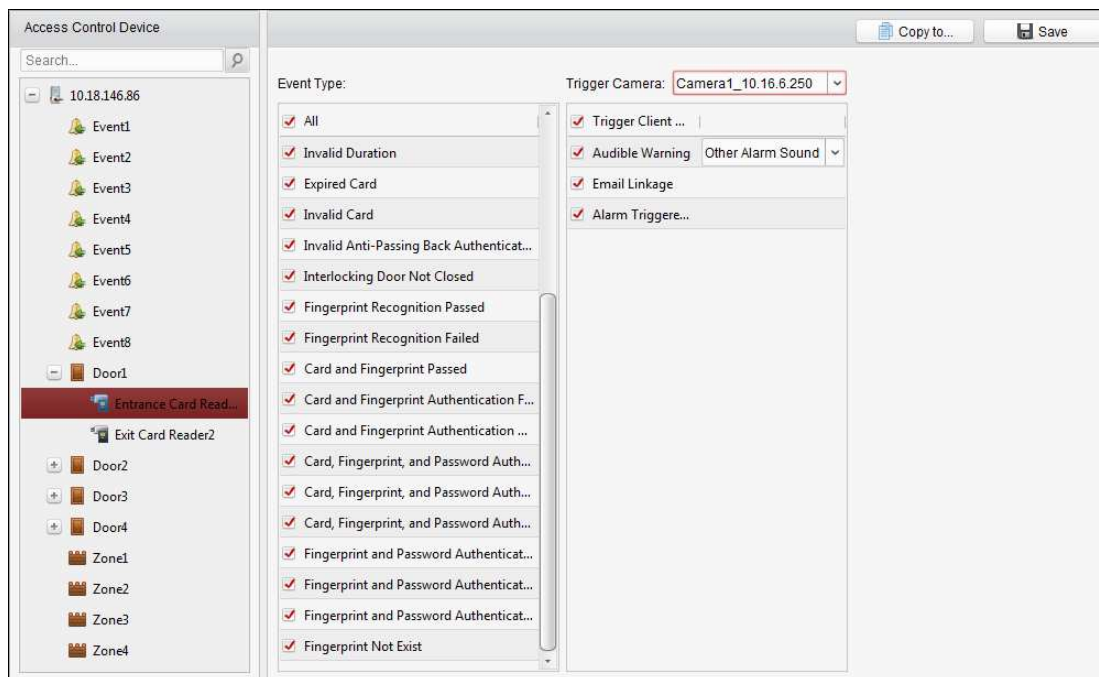 Access Control Device
Copy to...
Save
Search...
10.18.146.86
Event1
Event2
Event3
Event4
Event5
Event6
Event7
Event8
Door1
Entrance Card Read...
Exit Card Reader2
Door2
Door3
Door4
Zone1
Zone2
Zone3
Zone4
Event Type:
All
Invalid Duration
Expired Card
Invalid Card
Invalid Anti-Passing Back Authenticat...
Interlocking Door Not Closed
Fingerprint Recognition Passed
Fingerprint Recognition Failed
Card and Fingerprint Passed
Card and Fingerprint Authentication F...
Card and Fingerprint Authentication ...
Card, Fingerprint, and Password Auth...
Card, Fingerprint, and Password Auth...
Card, Fingerprint, and Password Auth...
Fingerprint and Password Authenticat...
Fingerprint and Password Authenticat...
Fingerprint and Password Authenticat...
Fingerprint Not Exist
Trigger Camera: Camera1_10.16.6.250
Trigger Client ...
Audible Warning Other Alarm Sound
Email Linkage
Alarm Triggere...